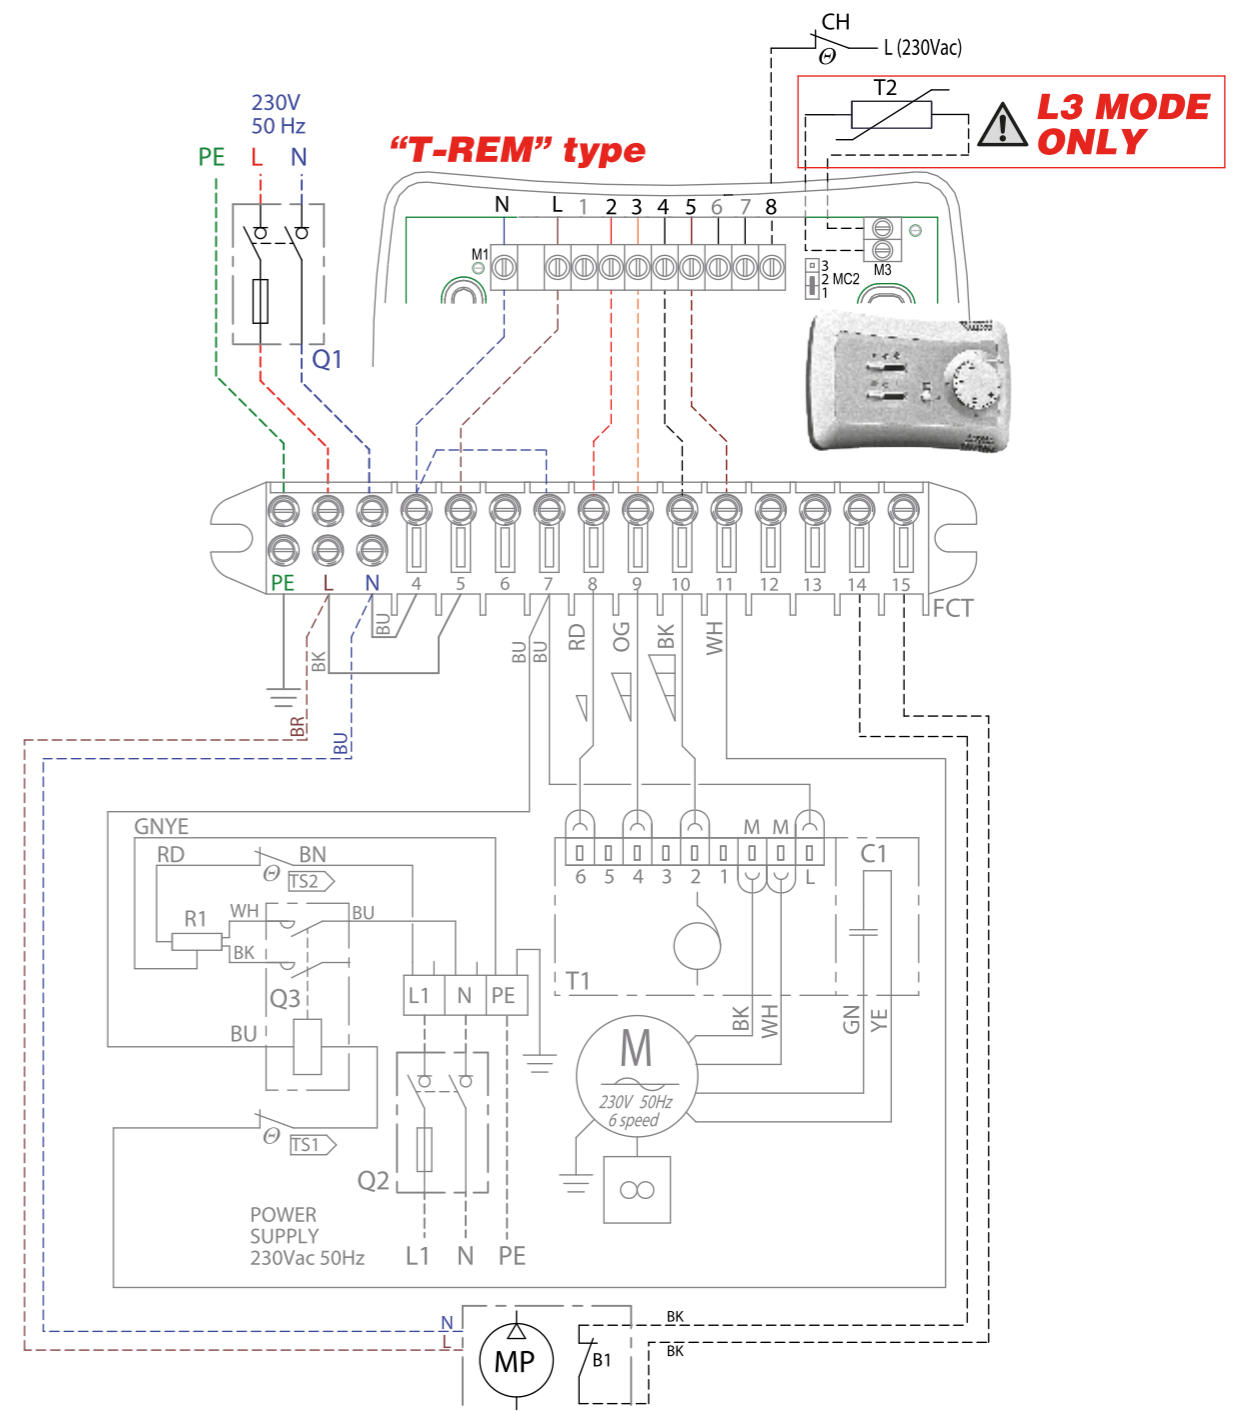 CH
L (230Vac)
T2
L3 MODE
ONLY
230V
50 Hz
PE L N
“T-REM” type
Q1
N L 1 2 3 4 5 6 7 8
M1
M3
3
2 MC2
1
PE L N 4 5 6 7 8 9 10 11 12 13 14 15
FCT
BU
BK
BR
BU
BU
BU
RD
OG
BK
WH
GNYE
RD
BN
TS2
Θ
R1
WH
BU
BK
Q3
BU
L1 N PE
Θ
TS1
Q2
POWER
SUPPLY
230Vac 50Hz
L1 N PE
M M
6 5 4 3 2 1 L
C1
T1
BK
WH
GN
YE
M
230V 50Hz
6 speed
N
L
MP
B1
BK
BK
Θ